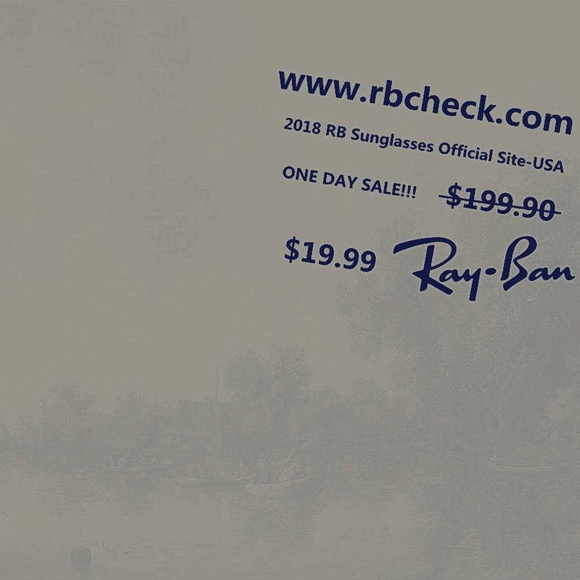 www.rbcheck.com
2018 RB Sunglasses Official Site-USA
ONE DAY SALE!!! $199.90
$19.99 Ray-Ban